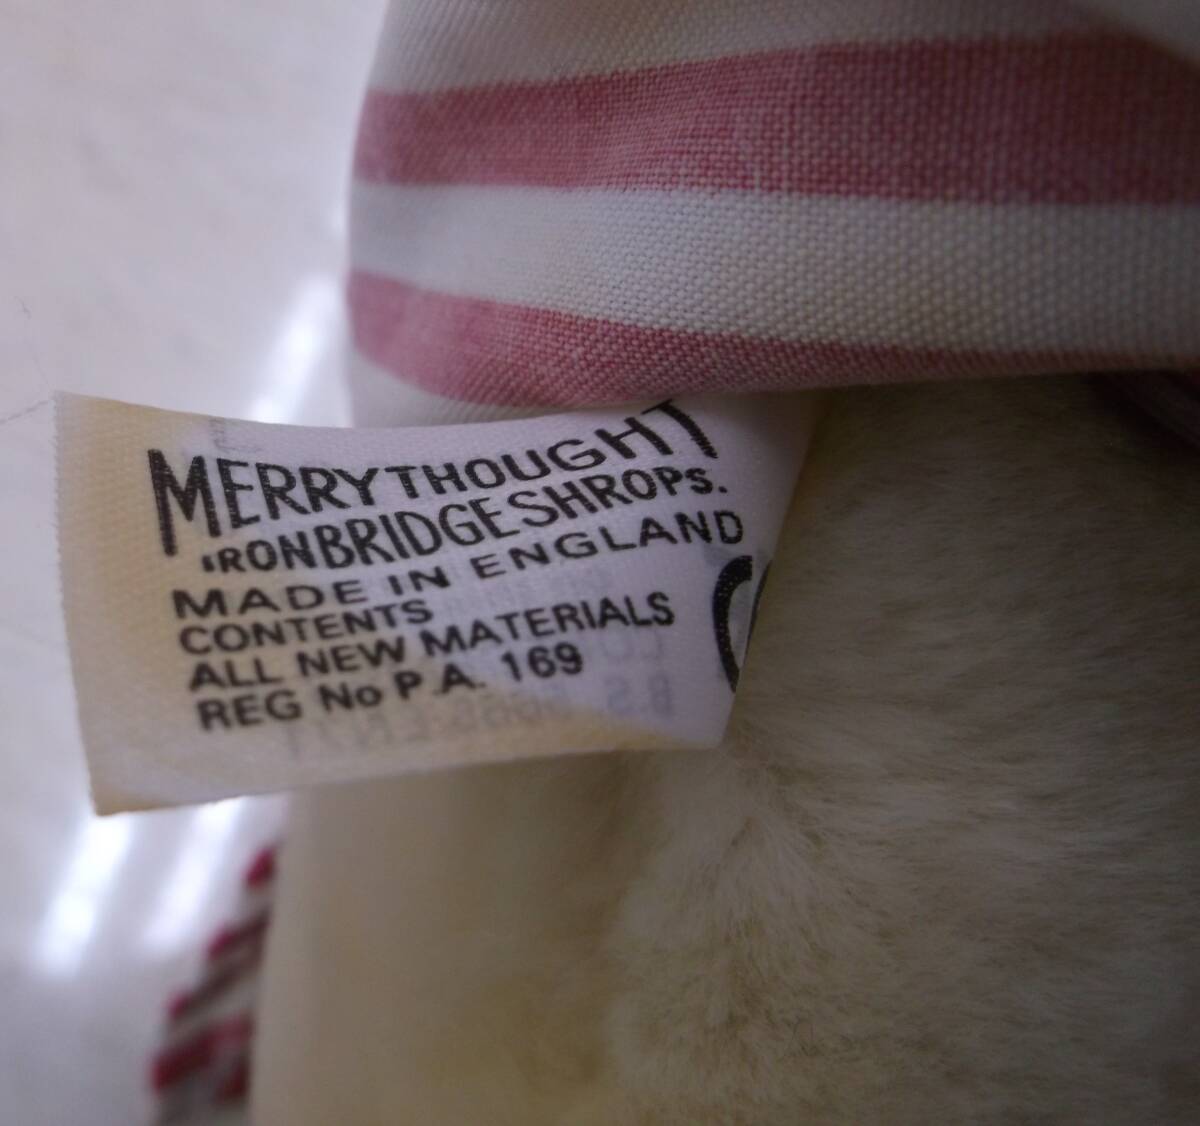 MERRYTHOUGHT
IRONBRIDGE SHROPS.
MADE IN ENGLAND
CONTENTS
ALL NEW MATERIALS
REG No P.A. 169